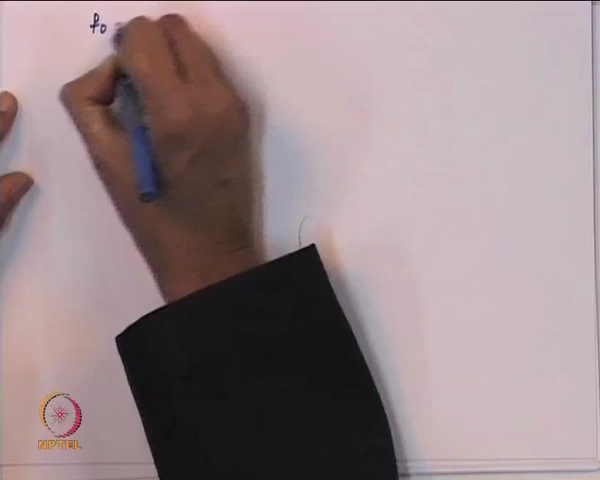 f₀ =
NPTEL